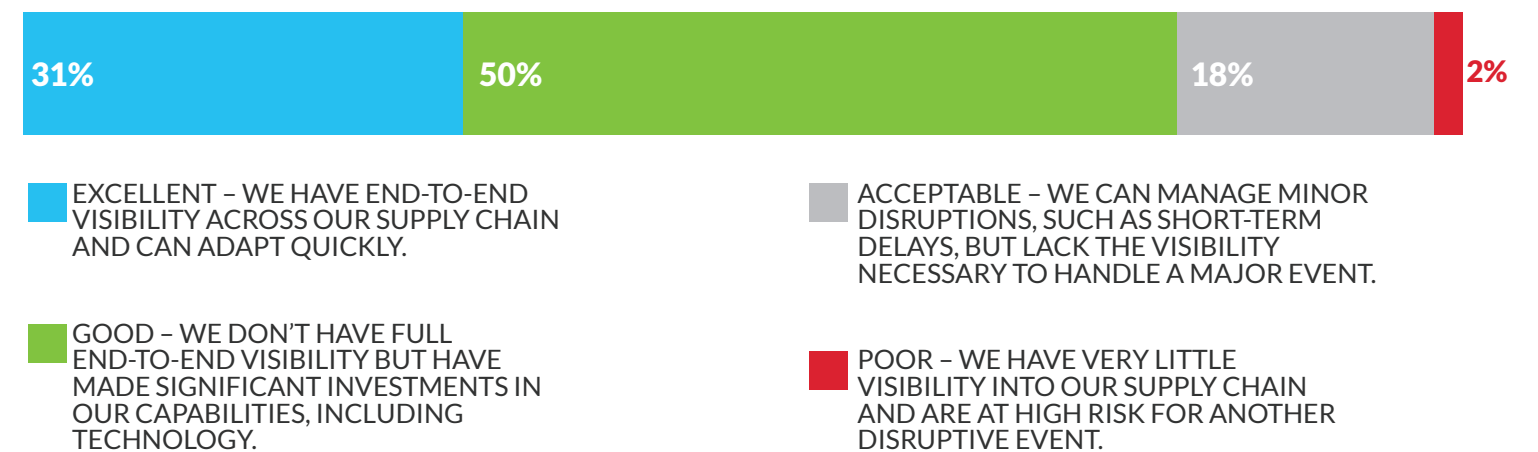 31%
50%
18%
2%
EXCELLENT – WE HAVE END-TO-END
VISIBILITY ACROSS OUR SUPPLY CHAIN
AND CAN ADAPT QUICKLY.
GOOD – WE DON’T HAVE FULL
END-TO-END VISIBILITY BUT HAVE
MADE SIGNIFICANT INVESTMENTS IN
OUR CAPABILITIES, INCLUDING
TECHNOLOGY.
ACCEPTABLE – WE CAN MANAGE MINOR
DISRUPTIONS, SUCH AS SHORT-TERM
DELAYS, BUT LACK THE VISIBILITY
NECESSARY TO HANDLE A MAJOR EVENT.
POOR – WE HAVE VERY LITTLE
VISIBILITY INTO OUR SUPPLY CHAIN
AND ARE AT HIGH RISK FOR ANOTHER
DISRUPTIVE EVENT.